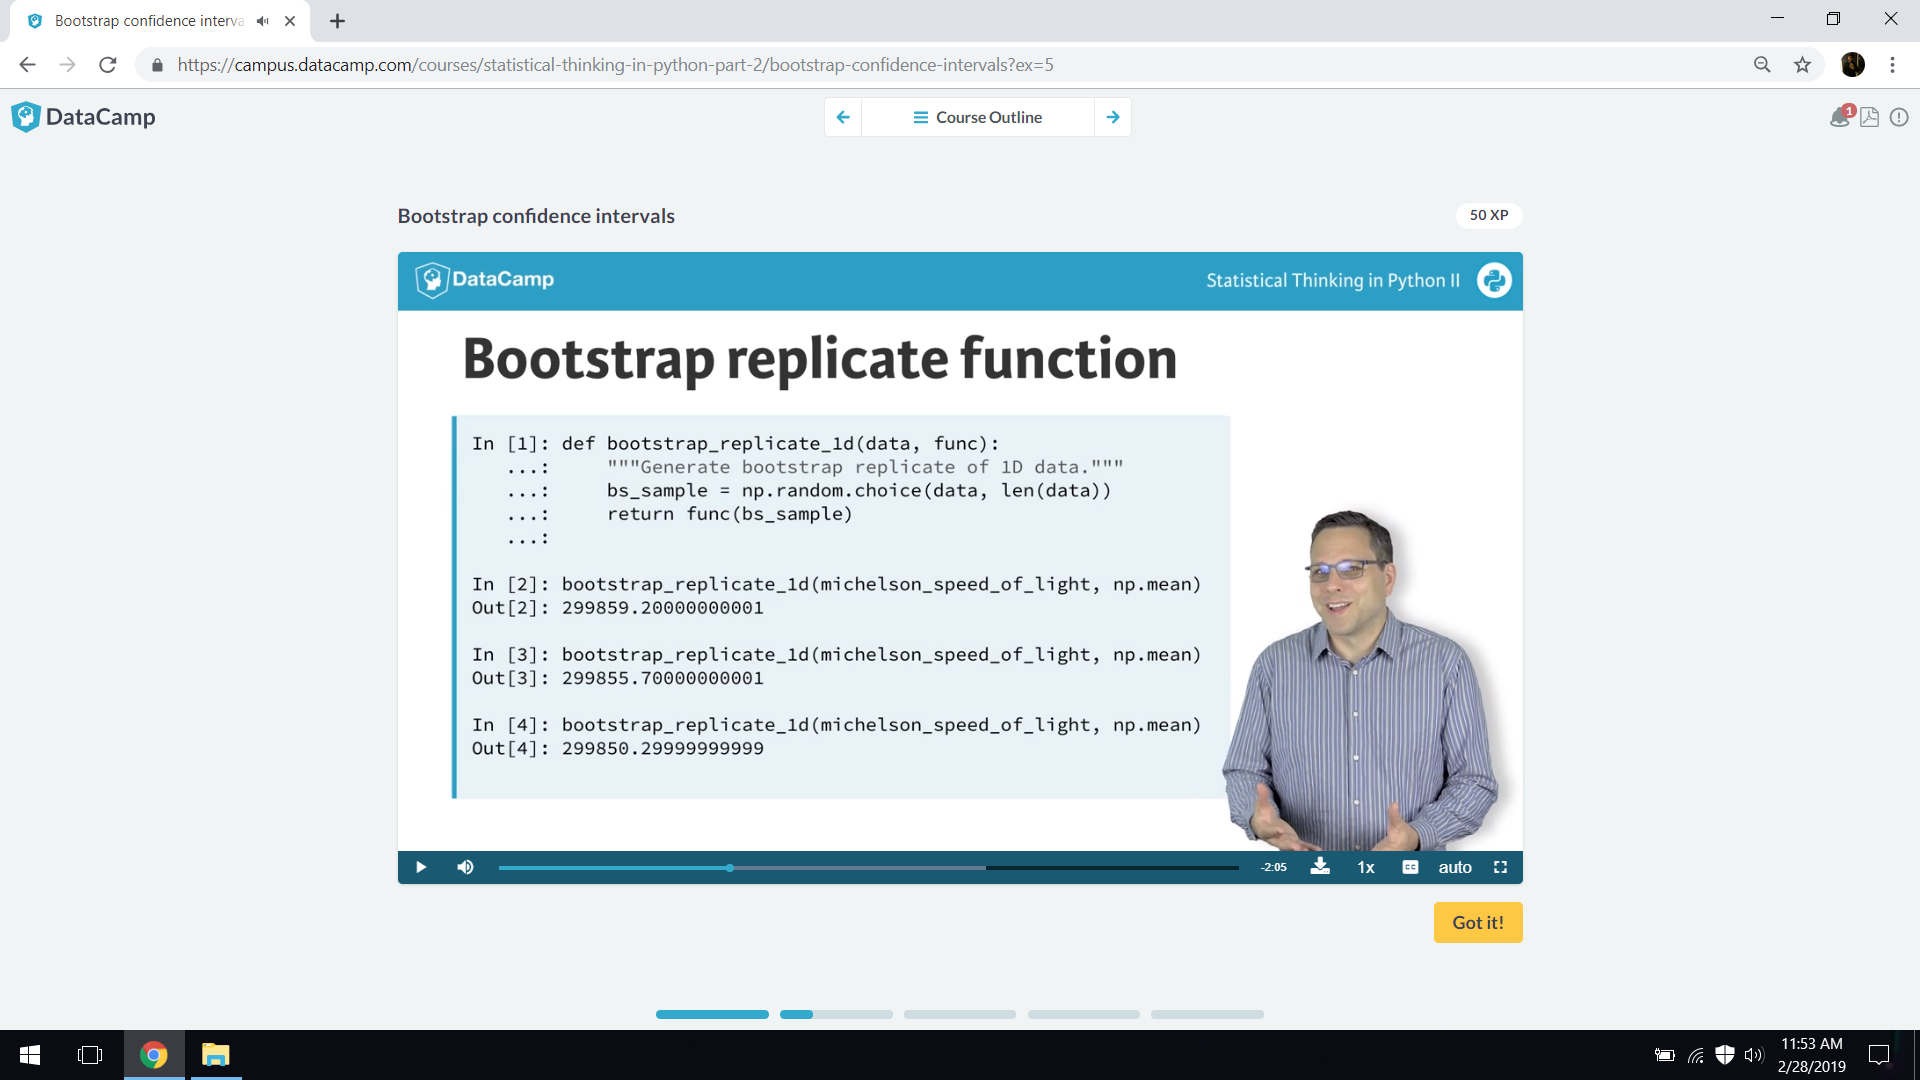 Bootstrap confidence interva
https://campus.datacamp.com/courses/statistical-thinking-in-python-part-2/bootstrap-confidence-intervals?ex=5
DataCamp
Course Outline
1
Bootstrap confidence intervals
50 XP
DataCamp
Statistical Thinking in Python II
Bootstrap replicate function
In [1]: def bootstrap_replicate_1d(data, func):
...:     """Generate bootstrap replicate of 1D data."""
...:     bs_sample = np.random.choice(data, len(data))
...:     return func(bs_sample)
...:
In [2]: bootstrap_replicate_1d(michelson_speed_of_light, np.mean)
Out[2]: 299859.20000000001
In [3]: bootstrap_replicate_1d(michelson_speed_of_light, np.mean)
Out[3]: 299855.70000000001
In [4]: bootstrap_replicate_1d(michelson_speed_of_light, np.mean)
Out[4]: 299850.29999999999
-2:05
1x
CC
auto
Got it!
11:53 AM
2/28/2019